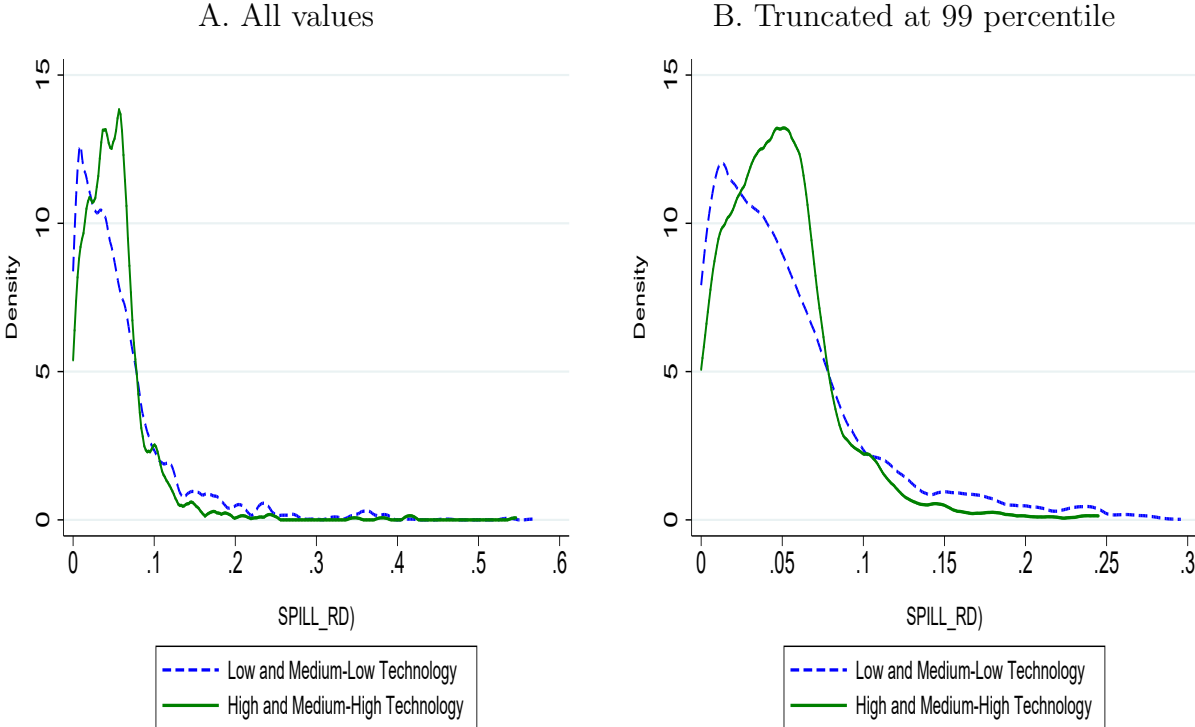 A. All values
15
10
5
0
Density
0
.1
.2
.3
.4
.5
.6
SPILL_RD)
Low and Medium-Low Technology
High and Medium-High Technology
B. Truncated at 99 percentile
15
10
5
0
Density
0
.05
.1
.15
.2
.25
.3
SPILL_RD)
Low and Medium-Low Technology
High and Medium-High Technology